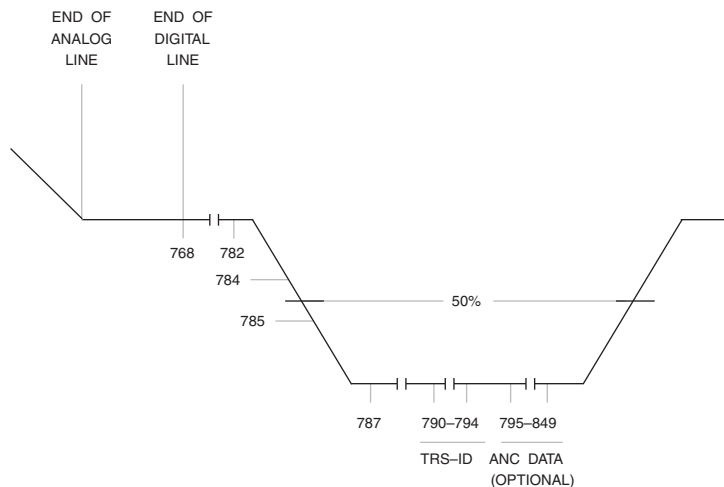 END OF
ANALOG
LINE
END OF
DIGITAL
LINE
768
782
784
50%
785
787
790–794
795–849
TRS–ID
ANC DATA
(OPTIONAL)